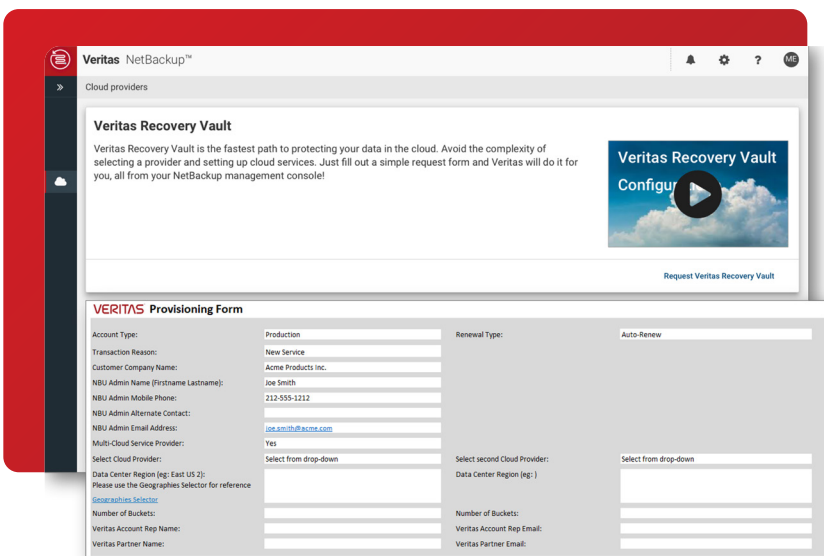 Veritas NetBackup™
ME
Cloud providers
Veritas Recovery Vault
Veritas Recovery Vault is the fastest path to protecting your data in the cloud. Avoid the complexity of
selecting a provider and setting up cloud services. Just fill out a simple request form and Veritas will do it for
you, all from your NetBackup management console!
Veritas Recovery Vault
Request Veritas Recovery Vault
VERITAS Provisioning Form
Account Type: Production Renewal Type: Auto-Renew
Transaction Reason: New Service
Customer Company Name: Acme Products Inc.
NBU Admin Name (Firstname Lastname): Joe Smith
NBU Admin Mobile Phone: 212-555-1212
NBU Admin Alternate Contact:
NBU Admin Email Address: joe.smith@acme.com
Multi-Cloud Service Provider: Yes
Select Cloud Provider: Select from drop-down Select second Cloud Provider: Select from drop-down
Data Center Region (eg: East US 2): Data Center Region (eg: )
Please use the Geographies Selector for reference
Geographies Selector
Number of Buckets: Number of Buckets:
Veritas Account Rep Name: Veritas Account Rep Email:
Veritas Partner Name: Veritas Partner Email: